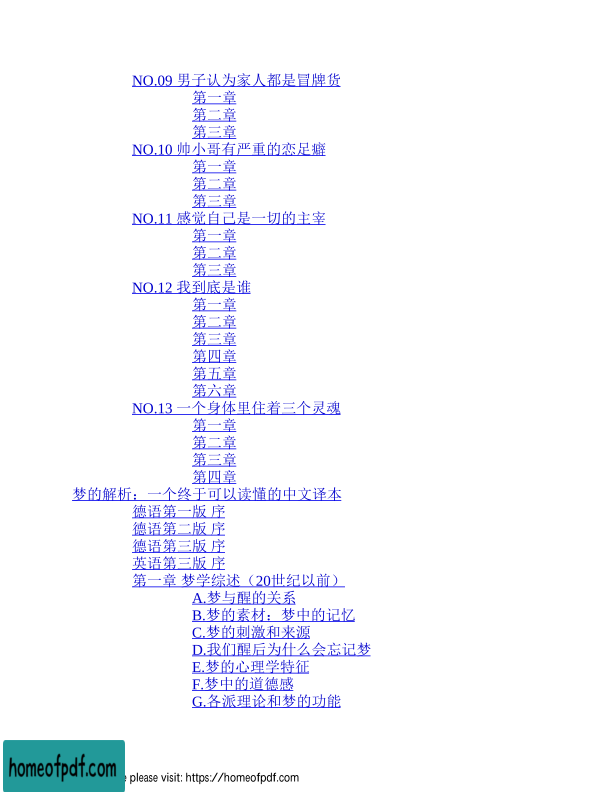 NO.09 男子认为家人都是冒牌货
第一章
第二章
第三章
NO.10 帅小哥有严重的恋足癖
第一章
第二章
第三章
NO.11 感觉自己是一切的主宰
第一章
第二章
第三章
NO.12 我到底是谁
第一章
第二章
第三章
第四章
第五章
第六章
NO.13 一个身体里住着三个灵魂
第一章
第二章
第三章
第四章
梦的解析：一个终于可以读懂的中文译本
德语第一版 序
德语第二版 序
德语第三版 序
英语第三版 序
第一章 梦学综述（20世纪以前）
A.梦与醒的关系
B.梦的素材：梦中的记忆
C.梦的刺激和来源
D.我们醒后为什么会忘记梦
E.梦的心理学特征
F.梦中的道德感
G.各派理论和梦的功能
homeofpdf.com
please visit: https://homeofpdf.com